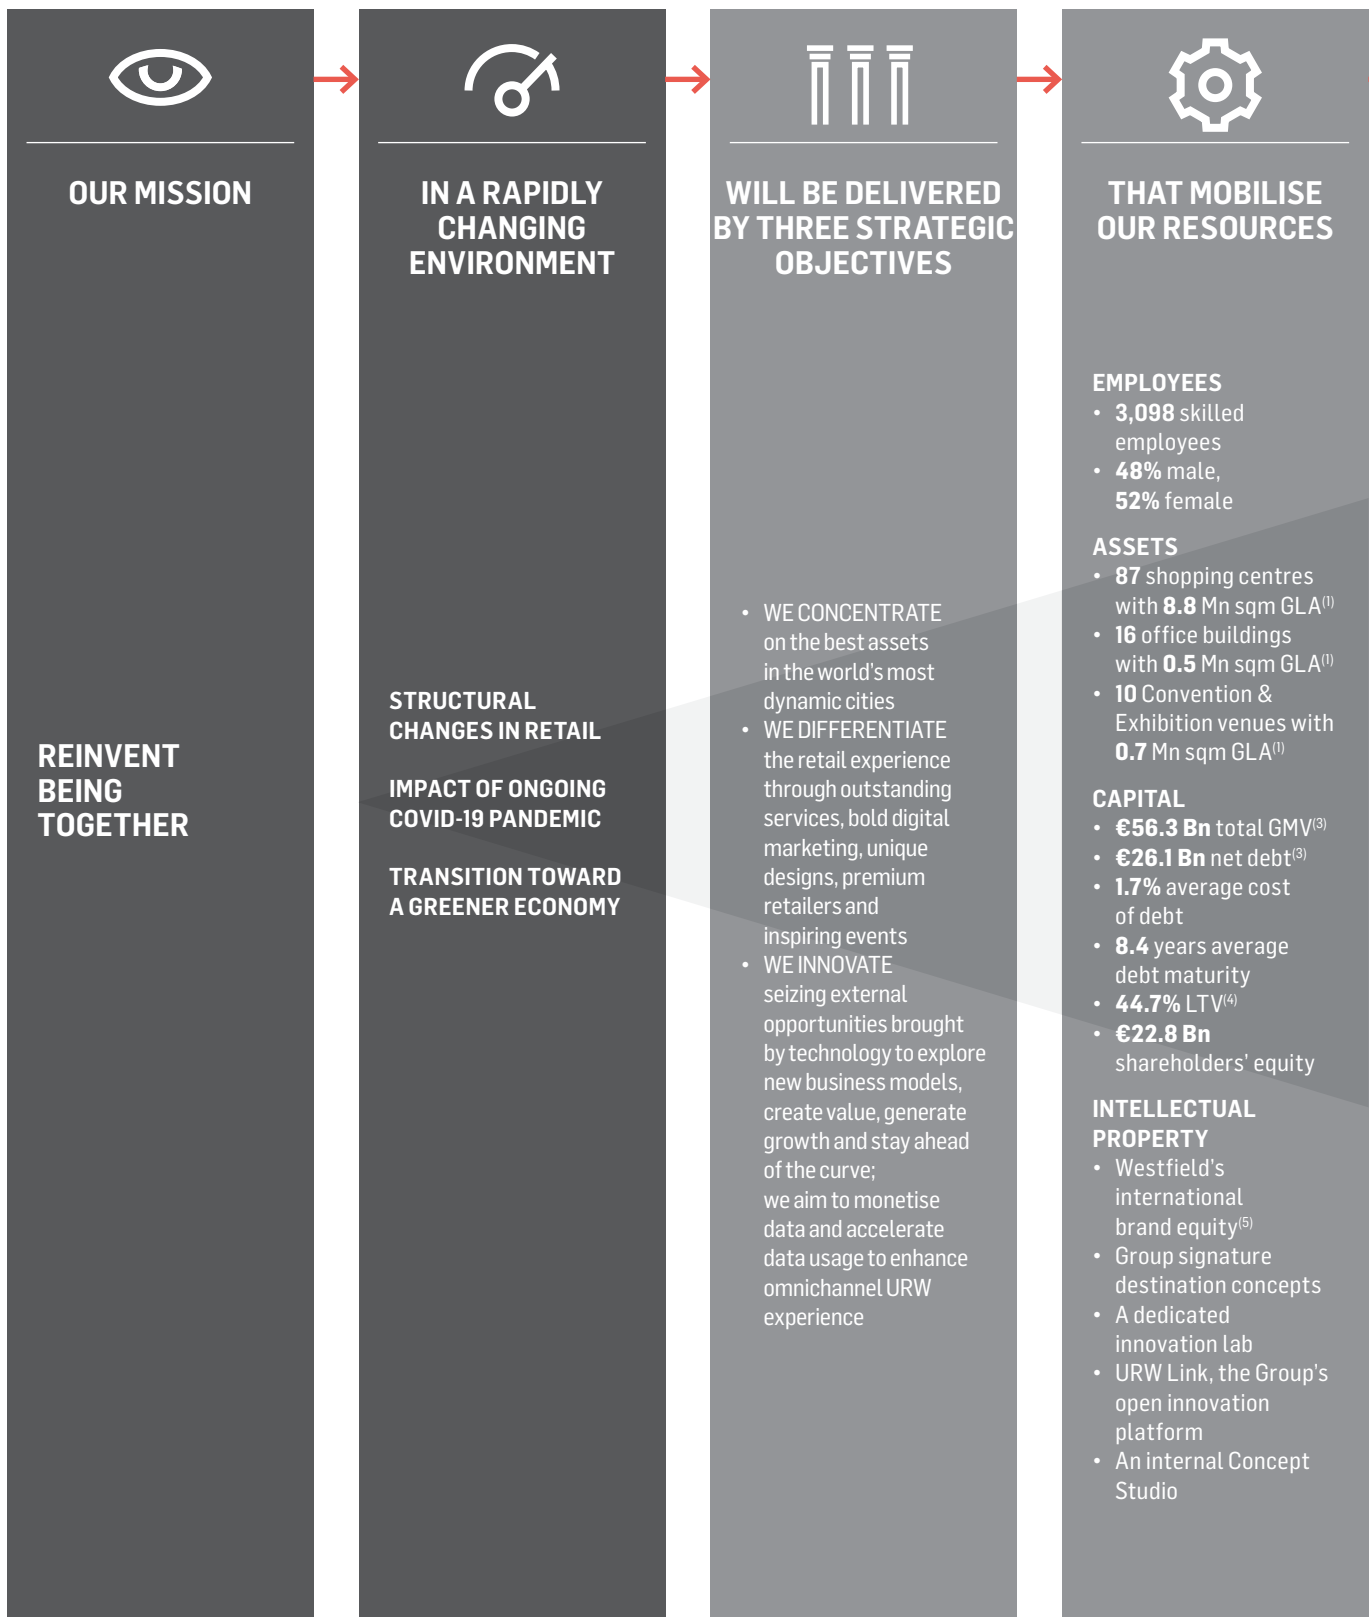 OUR MISSION
REINVENT
BEING
TOGETHER
IN A RAPIDLY
CHANGING
ENVIRONMENT
STRUCTURAL
CHANGES IN RETAIL
IMPACT OF ONGOING
COVID-19 PANDEMIC
TRANSITION TOWARD
A GREENER ECONOMY
WILL BE DELIVERED
BY THREE STRATEGIC
OBJECTIVES
• WE CONCENTRATE
on the best assets
in the world's most
dynamic cities
• WE DIFFERENTIATE
the retail experience
through outstanding
services, bold digital
marketing, unique
designs, premium
retailers and
inspiring events
• WE INNOVATE
seizing external
opportunities brought
by technology to explore
new business models,
create value, generate
growth and stay ahead
of the curve;
we aim to monetise
data and accelerate
data usage to enhance
omnichannel URW
experience
THAT MOBILISE
OUR RESOURCES
EMPLOYEES
• 3,098 skilled
employees
• 48% male,
52% female
ASSETS
• 87 shopping centres
with 8.8 Mn sqm GLA(1)
• 16 office buildings
with 0.5 Mn sqm GLA(1)
• 10 Convention &
Exhibition venues with
0.7 Mn sqm GLA(1)
CAPITAL
• €56.3 Bn total GMV(3)
• €26.1 Bn net debt(3)
• 1.7% average cost
of debt
• 8.4 years average
debt maturity
• 44.7% LTV(4)
• €22.8 Bn
shareholders' equity
INTELLECTUAL
PROPERTY
• Westfield's
international
brand equity(5)
• Group signature
destination concepts
• A dedicated
innovation lab
• URW Link, the Group's
open innovation
platform
• An internal Concept
Studio